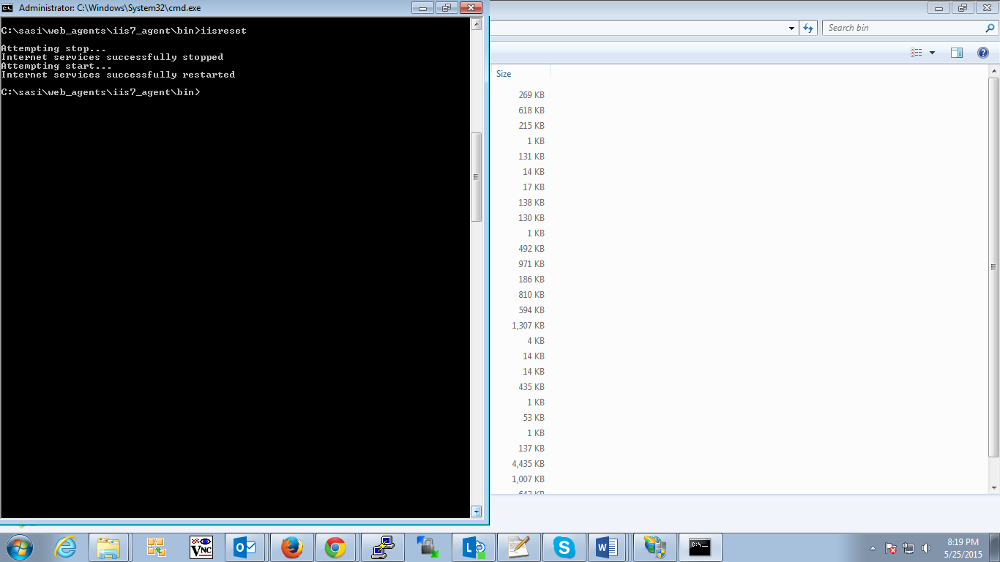 Administrator: C:\Windows\System32\cmd.exe
C:\sasi\web_agents\iis7_agent\bin>iisreset
Attempting stop...
Internet services successfully stopped
Attempting start...
Internet services successfully restarted
C:\sasi\web_agents\iis7_agent\bin>
Search bin
Size
269 KB
618 KB
215 KB
1 KB
131 KB
14 KB
17 KB
138 KB
130 KB
1 KB
492 KB
971 KB
186 KB
810 KB
594 KB
1,307 KB
4 KB
14 KB
14 KB
435 KB
1 KB
53 KB
1 KB
137 KB
4,435 KB
1,007 KB
VNC
8:19 PM
5/25/2015